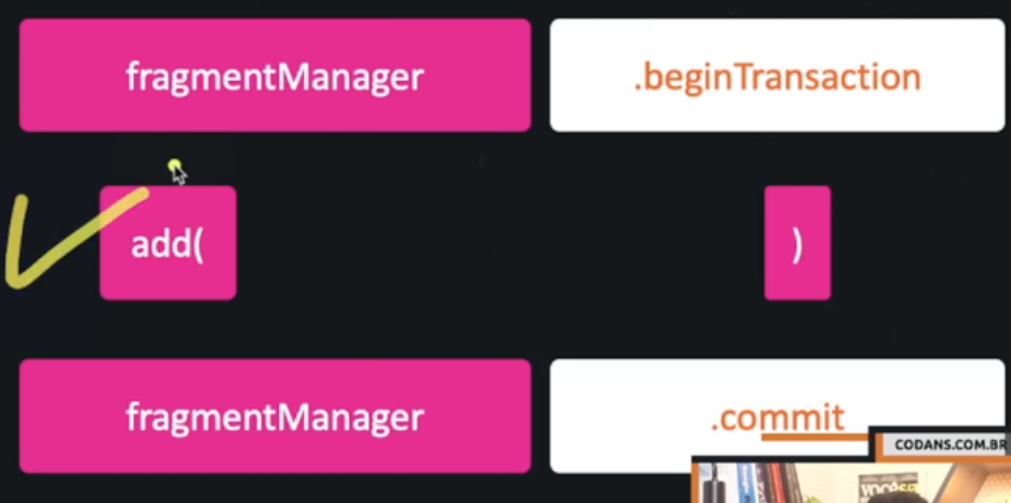 fragmentManager .beginTransaction
add( )
fragmentManager .commit
CODANS.COM.BR